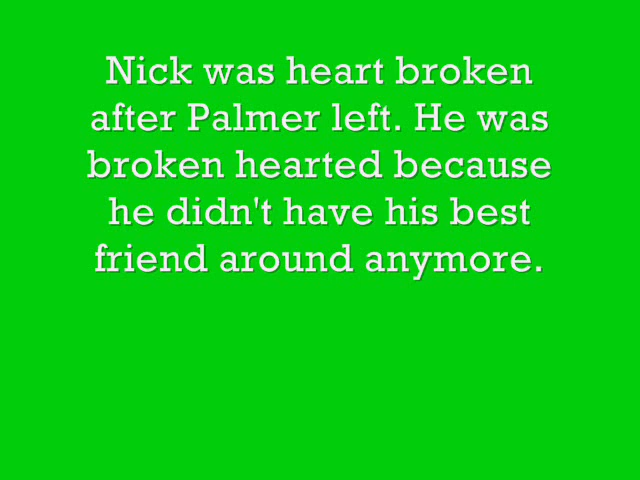 Nick was heart broken
after Palmer left. He was
broken hearted because
he didn't have his best
friend around anymore.